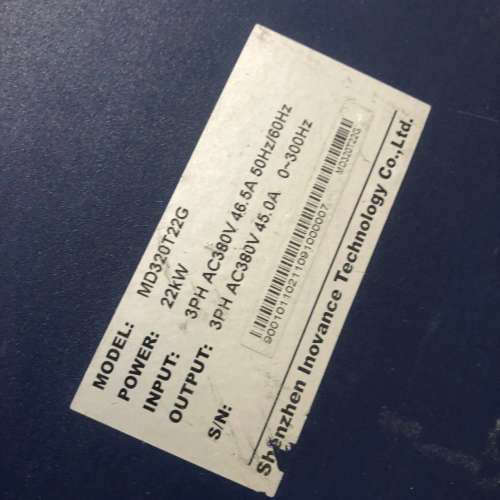 MODEL: MD320T22G
POWER: 22kW
INPUT: 3PH AC380V 46.5A 50Hz/60Hz
OUTPUT: 3PH AC380V 45.0A 0~300Hz
S/N:
MD320T22G
90010110211091000007
Shenzhen Inovance Technology Co.,Ltd.